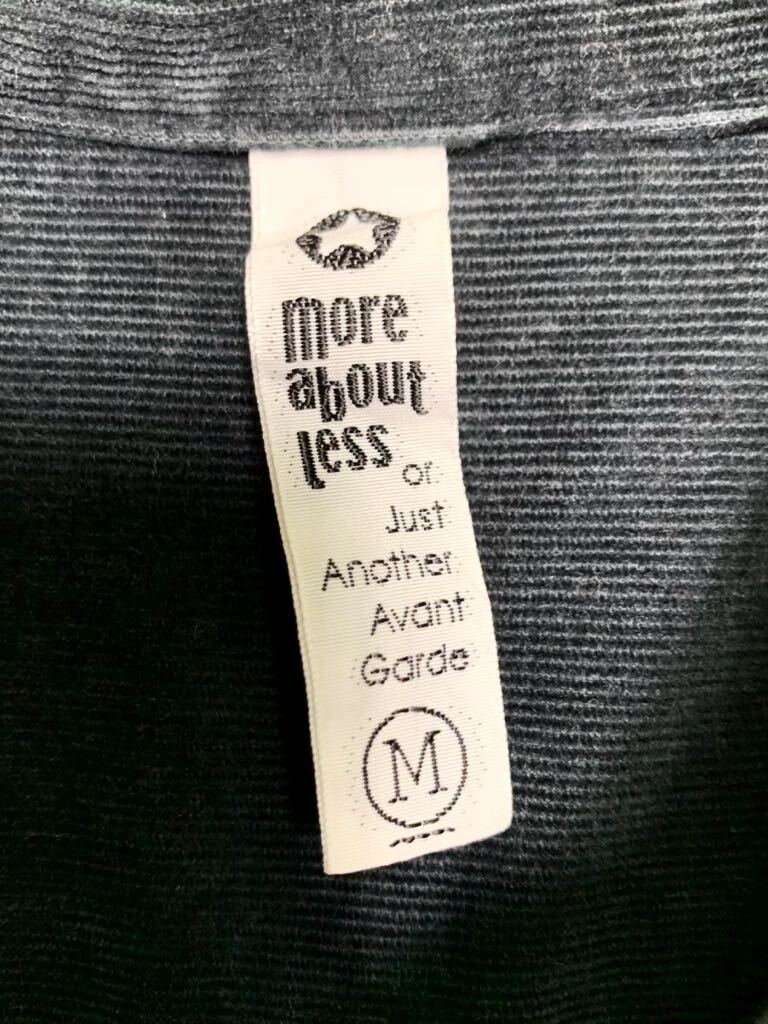 more
about
less
or
Just
Another
Avant
Garde
M